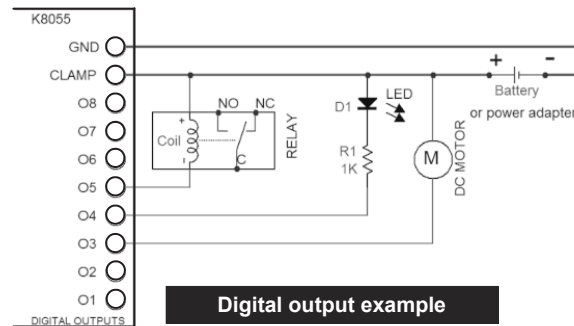 K8055
GND
CLAMP
O8
O7
O6
O5
O4
O3
O2
O1
DIGITAL OUTPUTS
NO
NC
+
Coil
-
C
RELAY
D1
LED
R1
1K
M
DC MOTOR
+
-
Battery
or power adapter
Digital output example